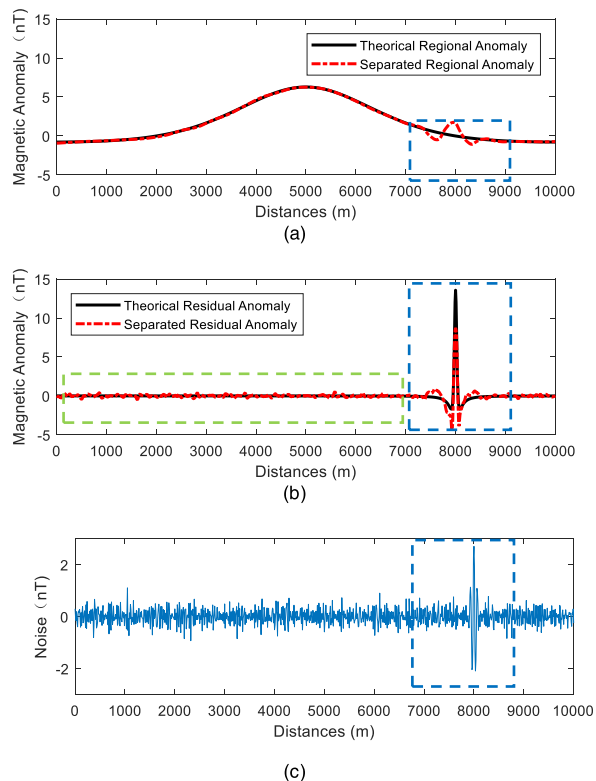 15
10
5
0
-5
Magnetic Anomaly（nT)
Theorical Regional Anomaly
Separated Regional Anomaly
0 1000 2000 3000 4000 5000 6000 7000 8000 9000 10000
Distances (m)
(a)
15
10
5
0
-5
Magnetic Anomaly（nT)
Theorical Residual Anomaly
Separated Residual Anomaly
0 1000 2000 3000 4000 5000 6000 7000 8000 9000 10000
Distances (m)
(b)
2
0
-2
Noise（nT)
0 1000 2000 3000 4000 5000 6000 7000 8000 9000 10000
Distances (m)
(c)